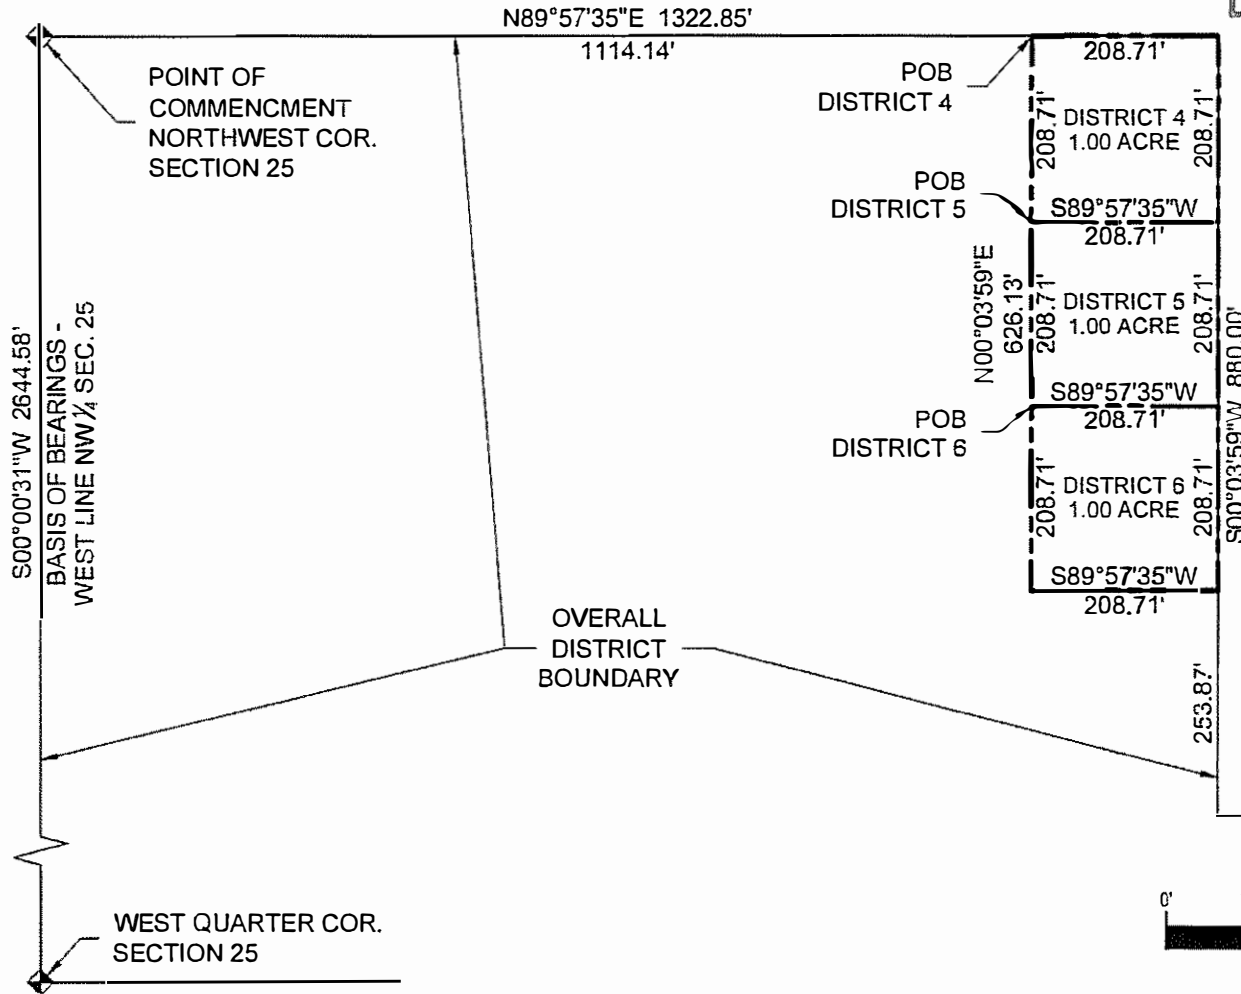 N89°57'35"E 1322.85'
1114.14'
208.71'
POINT OF
COMMENCMENT
NORTHWEST COR.
SECTION 25
POB
DISTRICT 4
208.71'
DISTRICT 4
1.00 ACRE
208.71'
POB
DISTRICT 5
S89°57'35"W
208.71'
N00°03'59"E
626.13'
208.71'
DISTRICT 5
1.00 ACRE
208.71'
S00°03'59"W 880.00'
S00°00'31"W 2644.58'
BASIS OF BEARINGS -
WEST LINE NW¼ SEC. 25
POB
DISTRICT 6
S89°57'35"W
208.71'
208.71'
DISTRICT 6
1.00 ACRE
208.71'
S89°57'35"W
208.71'
OVERALL
DISTRICT
BOUNDARY
253.87'
WEST QUARTER COR.
SECTION 25
0'